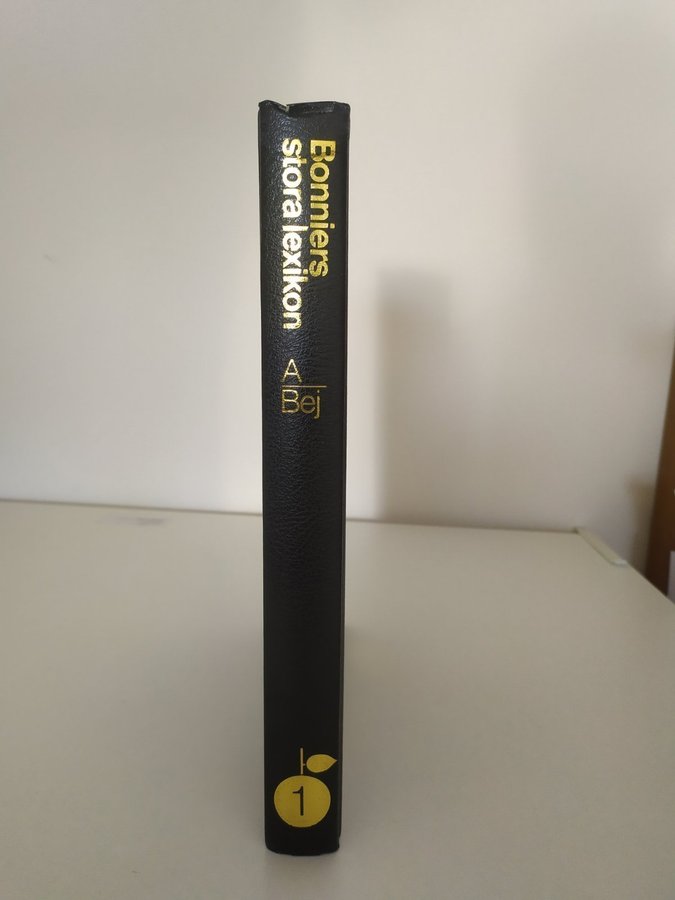 Bonniers
stora lexikon
A
Bej
1